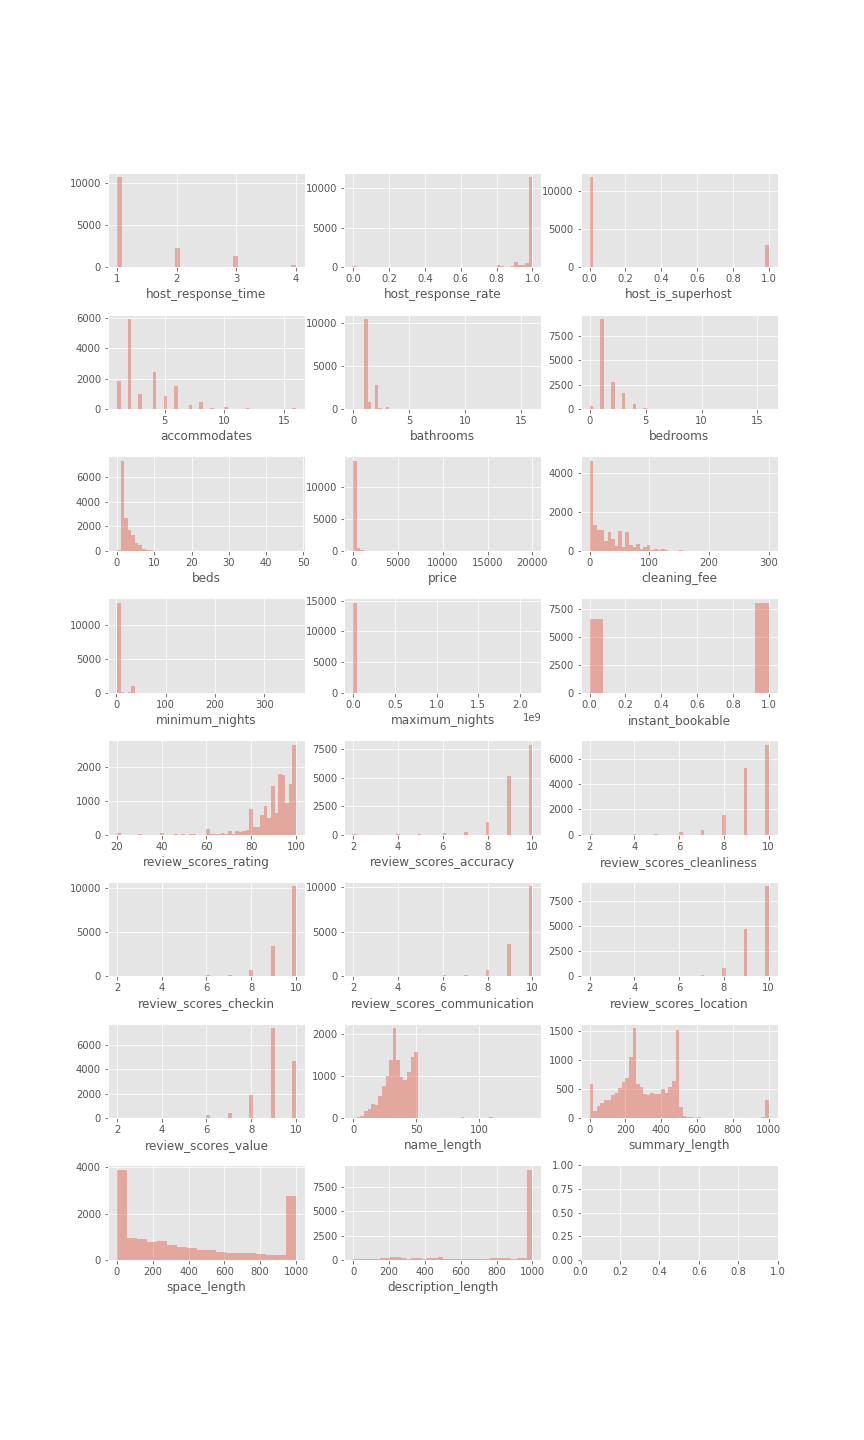 10000
5000
0
1
2
3
4
host_response_time
10000
5000
0
0.0 0.2 0.4 0.6 0.8 1.0
host_response_rate
10000
5000
0
0.0 0.2 0.4 0.6 0.8 1.0
host_is_superhost
6000
4000
2000
0
5 10 15
accommodates
10000
5000
0
0 5 10 15
bathrooms
7500
5000
2500
0
0 5 10 15
bedrooms
6000
4000
2000
0
0 10 20 30 40 50
beds
10000
5000
0
0 5000 10000 15000 20000
price
4000
2000
0
0 100 200 300
cleaning_fee
10000
5000
0
0 100 200 300
minimum_nights
15000
10000
5000
0
0.0 0.5 1.0 1.5 2.0
1e9
maximum_nights
7500
5000
2500
0
0.0 0.2 0.4 0.6 0.8 1.0
instant_bookable
2000
1000
0
20 40 60 80 100
review_scores_rating
7500
5000
2500
0
2 4 6 8 10
review_scores_accuracy
6000
4000
2000
0
2 4 6 8 10
review_scores_cleanliness
10000
5000
0
2 4 6 8 10
review_scores_checkin
10000
5000
0
2 4 6 8 10
review_scores_communication
7500
5000
2500
0
2 4 6 8 10
review_scores_location
6000
4000
2000
0
2 4 6 8 10
review_scores_value
2000
1000
0
0 50 100
name_length
1500
1000
500
0
0 200 400 600 800 1000
summary_length
4000
2000
0
0 200 400 600 800 1000
space_length
7500
5000
2500
0
0 200 400 600 800 1000
description_length
1.00
0.75
0.50
0.25
0.00
0.0 0.2 0.4 0.6 0.8 1.0